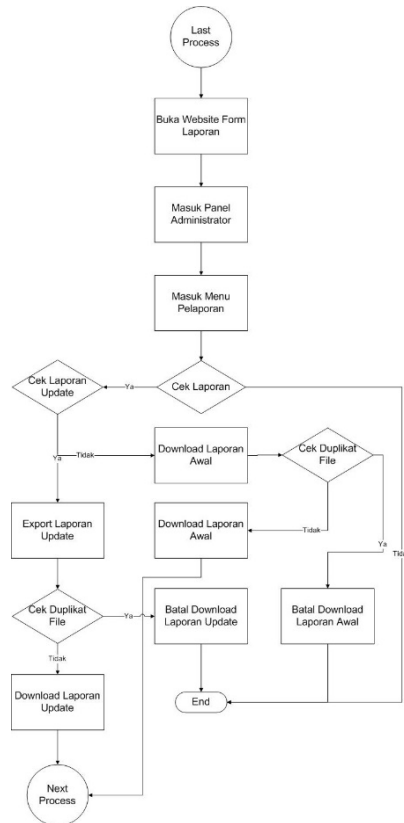 Last
Process
Buka Website Form
Laporan
Masuk Panel
Administrator
Masuk Menu
Pelaporan
Cek Laporan
Update
Ya
Cek Laporan
Ya
Tidak
Download Laporan
Awal
Cek Duplikat
File
Export Laporan
Update
Download Laporan
Awal
Tidak
Ya
Tida
Cek Duplikat
File
Ya
Batal Download
Laporan Update
Batal Download
Laporan Awal
Tidak
Download Laporan
Update
End
Next
Process